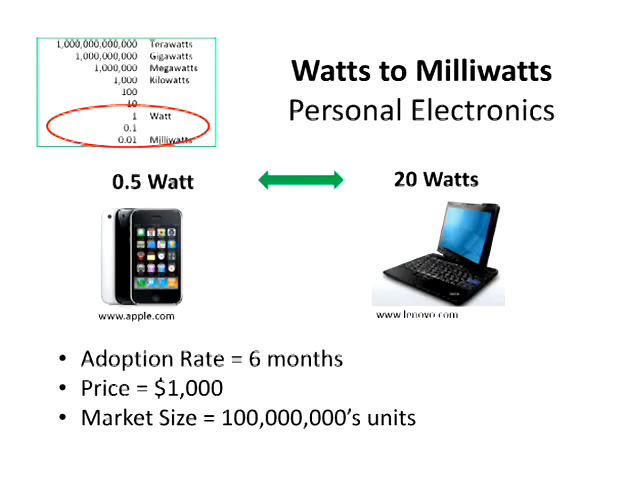 1,000,000,000,000 Terawatts
1,000,000,000 Gigawatts
1,000,000 Megawatts
1,000 Kilowatts
100
10
1 Watt
0.1
0.01 Milliwatts
Watts to Milliwatts
Personal Electronics
0.5 Watt
20 Watts
www.apple.com
www.lenovo.com
• Adoption Rate = 6 months
• Price = $1,000
• Market Size = 100,000,000’s units